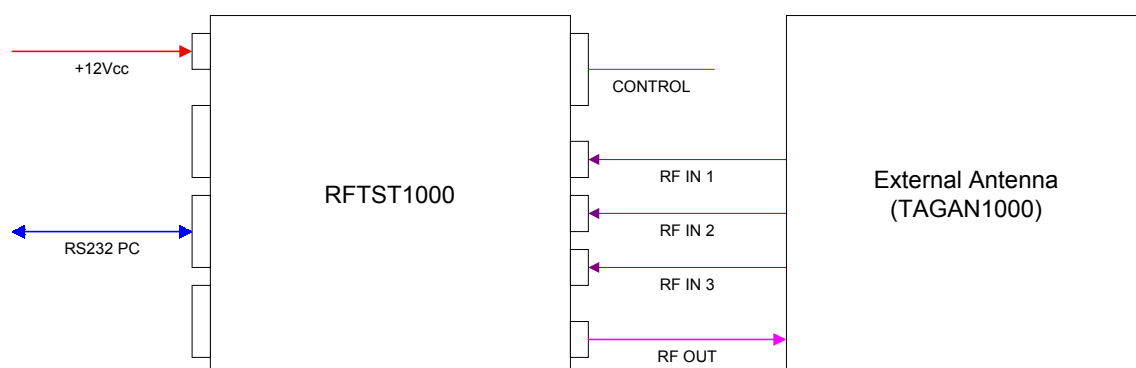 +12Vcc
RS232 PC
RFTST1000
CONTROL
RF IN 1
RF IN 2
RF IN 3
RF OUT
External Antenna
(TAGAN1000)